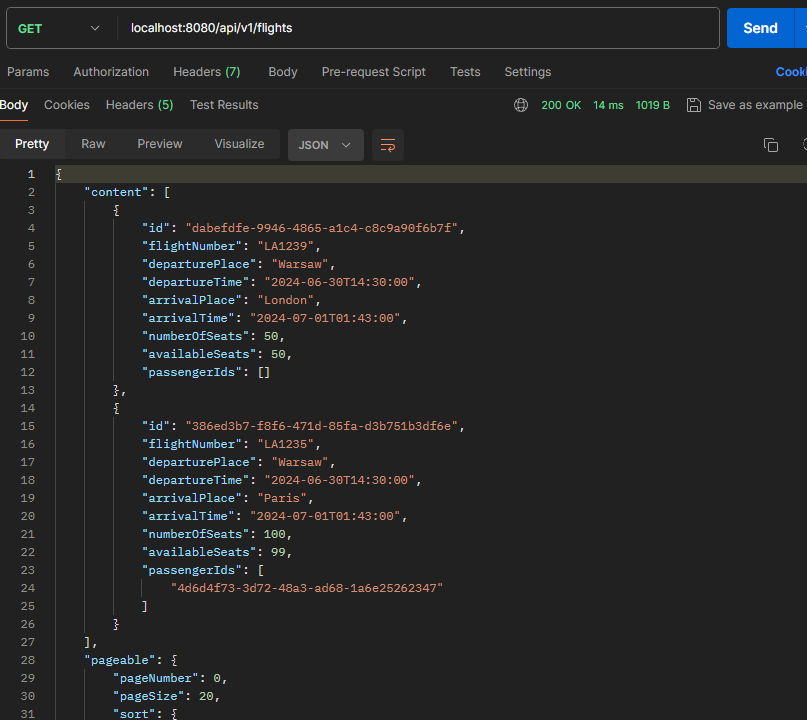 GET localhost:8080/api/v1/flights Send
Params Authorization Headers (7) Body Pre-request Script Tests Settings Cooki
Body Cookies Headers (5) Test Results 200 OK 14 ms 1019 B Save as example
Pretty Raw Preview Visualize JSON
1 {
2 "content": [
3 {
4 "id": "dabefdfe-9946-4865-a1c4-c8c9a90f6b7f",
5 "flightNumber": "LA1239",
6 "departurePlace": "Warsaw",
7 "departureTime": "2024-06-30T14:30:00",
8 "arrivalPlace": "London",
9 "arrivalTime": "2024-07-01T01:43:00",
10 "numberOfSeats": 50,
11 "availableSeats": 50,
12 "passengerIds": []
13 },
14 {
15 "id": "386ed3b7-f8f6-471d-85fa-d3b751b3df6e",
16 "flightNumber": "LA1235",
17 "departurePlace": "Warsaw",
18 "departureTime": "2024-06-30T14:30:00",
19 "arrivalPlace": "Paris",
20 "arrivalTime": "2024-07-01T01:43:00",
21 "numberOfSeats": 100,
22 "availableSeats": 99,
23 "passengerIds": [
24 "4d6d4f73-3d72-48a3-ad68-1a6e25262347"
25 ]
26 }
27 ],
28 "pageable": {
29 "pageNumber": 0,
30 "pageSize": 20,
31 "sort": {